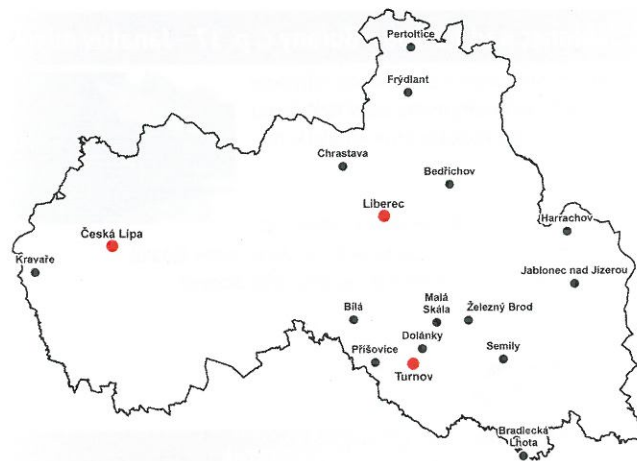 Pertoltice
Frýdlant
Chrastava
Bedřichov
Liberec
Harrachov
Česká Lípa
Kravaře
Jablonec nad Jizerou
Bílá
Malá
Skála
Železný Brod
Dolánky
Příšovice
Semily
Turnov
Bradlecká
Lhota